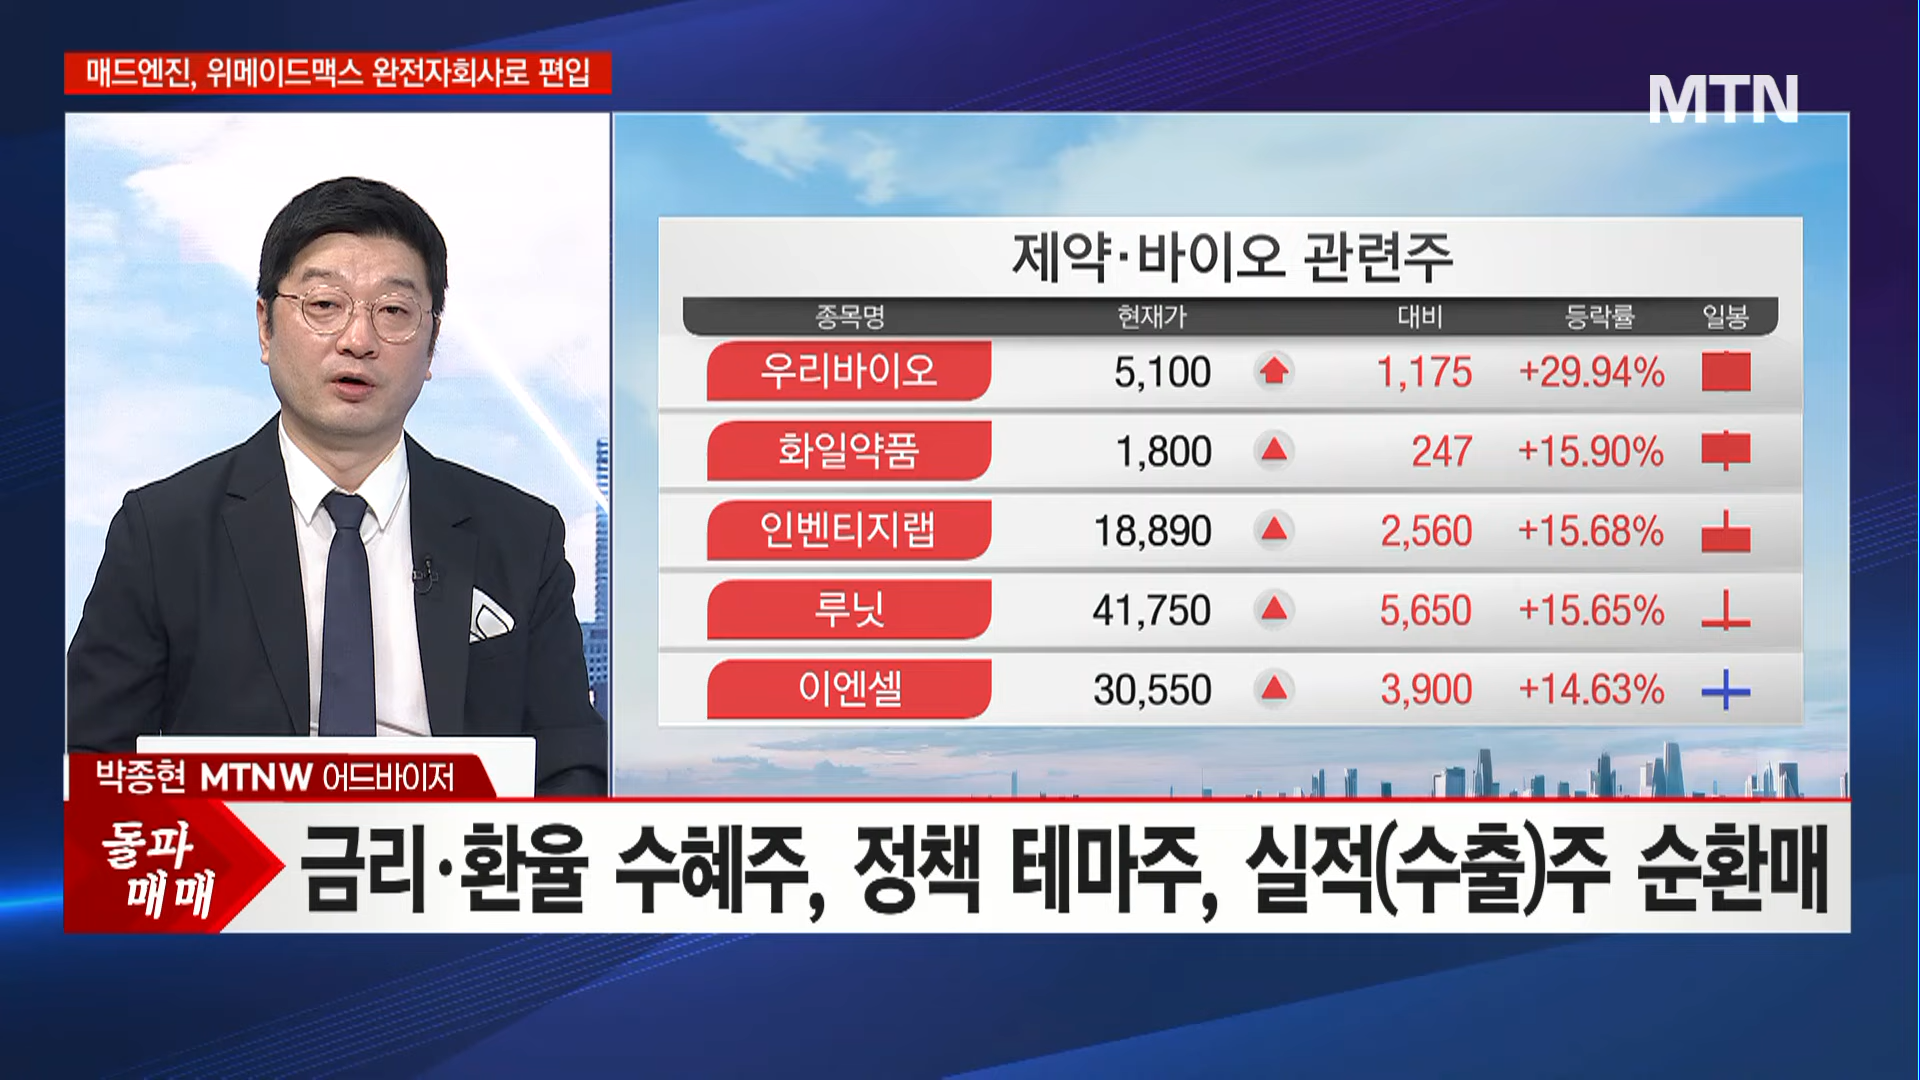 매드엔진, 위메이드맥스 완전자회사로 편입
MTN
제약·바이오 관련주
종목명 현재가 대비 등락률 일봉
우리바이오 5,100 1,175 +29.94%
화일약품 1,800 247 +15.90%
인벤티지랩 18,890 2,560 +15.68%
루닛 41,750 5,650 +15.65%
이엔셀 30,550 3,900 +14.63%
박종현 MTNW 어드바이저
돌파
매매
금리·환율 수혜주, 정책 테마주, 실적(수출)주 순환매